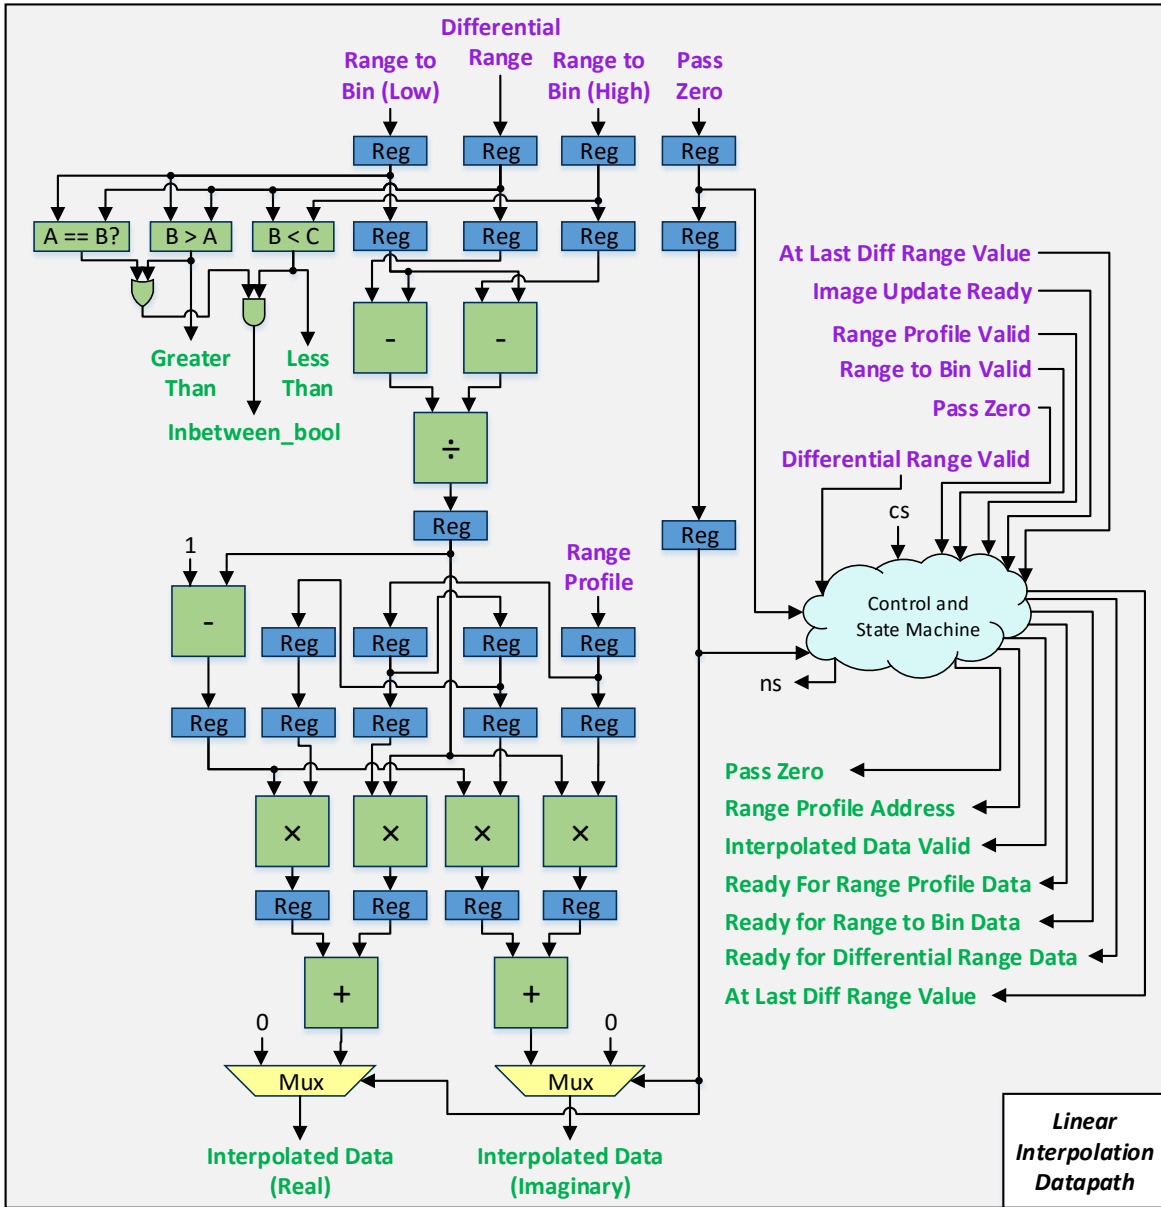 Differential
Range
Range to
Bin (Low)
Range to
Bin (High)
Pass
Zero
Reg
Reg
Reg
Reg
A == B?
B > A
B < C
Reg
Reg
Reg
Reg
At Last Diff Range Value
Image Update Ready
Range Profile Valid
Range to Bin Valid
Pass Zero
Differential Range Valid
-
-
Greater
Than
Less
Than
Inbetween_bool
÷
Reg
Reg
cs
1
Range
Profile
-
Reg
Reg
Reg
Reg
Control and
State Machine
ns
Reg
Reg
Reg
Reg
Reg
×
×
×
×
Pass Zero
Range Profile Address
Interpolated Data Valid
Ready For Range Profile Data
Ready for Range to Bin Data
Ready for Differential Range Data
At Last Diff Range Value
Reg
Reg
Reg
Reg
+
+
0
0
Mux
Mux
Interpolated Data
(Real)
Interpolated Data
(Imaginary)
Linear
Interpolation
Datapath